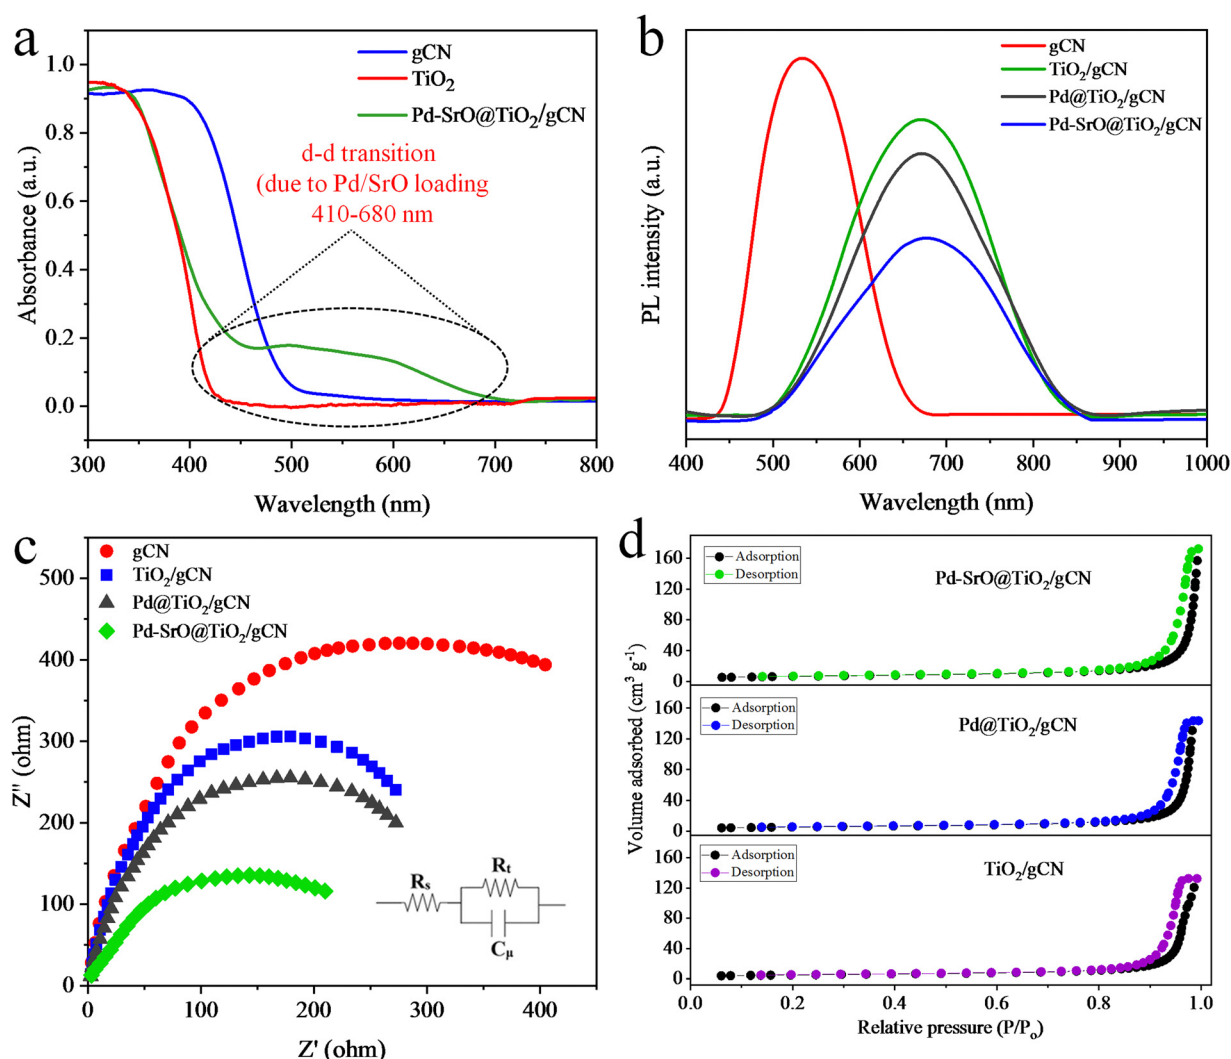 a
gCN
TiO2
Pd-SrO@TiO2/gCN
d-d transition
(due to Pd/SrO loading
410-680 nm
Absorbance (a.u.)
1.0
0.8
0.6
0.4
0.2
0.0
300 400 500 600 700 800
Wavelength (nm)
b
gCN
TiO2/gCN
Pd@TiO2/gCN
Pd-SrO@TiO2/gCN
PL intensity (a.u.)
400 500 600 700 800 900 1000
Wavelength (nm)
c
gCN
TiO2/gCN
Pd@TiO2/gCN
Pd-SrO@TiO2/gCN
Z'' (ohm)
500
400
300
200
100
0
Rs
Rt
Cμ
0 100 200 300 400
Z' (ohm)
d
Adsorption
Desorption
Pd-SrO@TiO2/gCN
160
120
80
40
0
Adsorption
Desorption
Pd@TiO2/gCN
160
120
80
40
0
Adsorption
Desorption
TiO2/gCN
160
120
80
40
0
Volume adsorbed (cm3 g-1)
0.0 0.2 0.4 0.6 0.8 1.0
Relative pressure (P/Po)